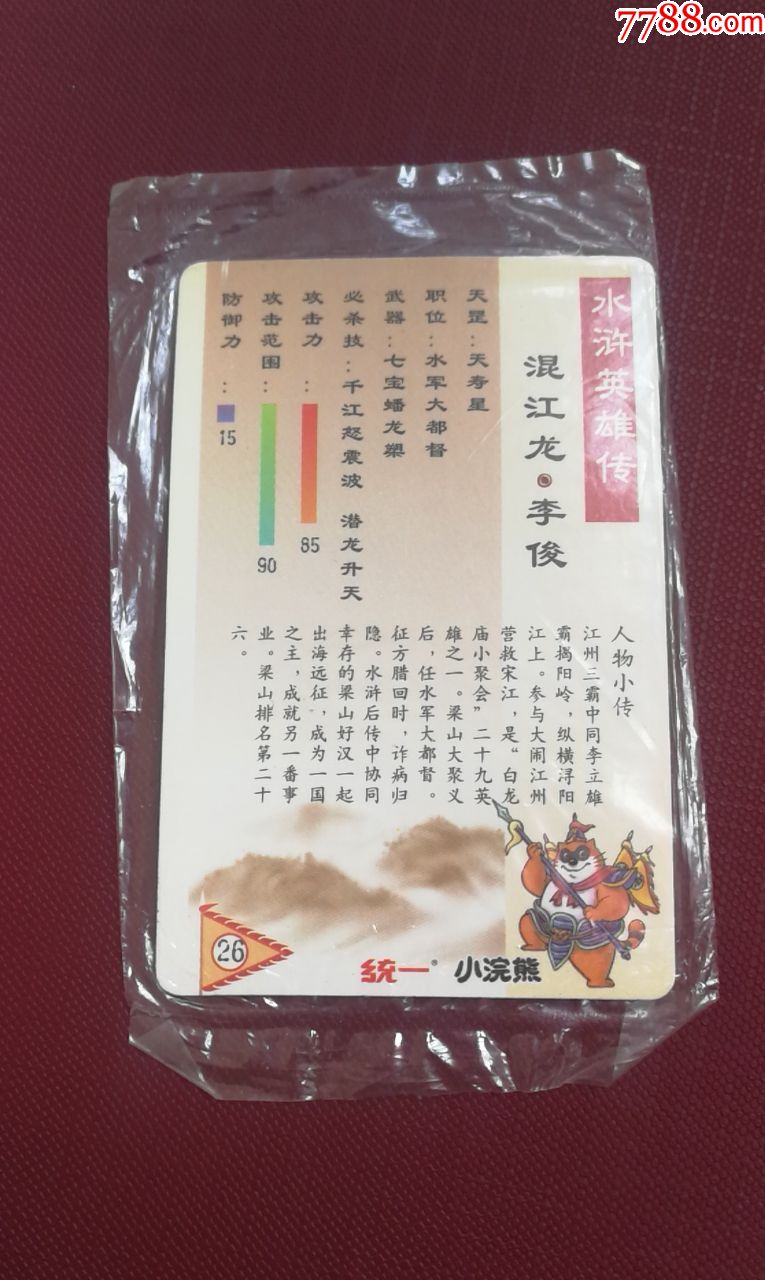 7788.com
水浒英雄传
混江龙·李俊
天罡：天寿星
职位：水军大都督
武器：七宝蟠龙槊
必杀技：千江怒震波 潜龙升天
攻击力：85
攻击范围：90
防御力：15
人物小传
江州三霸中同李立雄
霸揭阳岭，纵横浔阳
江上。参与大闹江州
营救宋江，是“白龙
庙小聚会”二十九英
雄之一。梁山大聚义
后，任水军大都督。
征方腊回时，诈病归
隐。水浒后传中协同
幸存的梁山好汉一起
出海远征，成为一国
之主，成就另一番事
业。梁山排名第二十
六。
26
统一 小浣熊